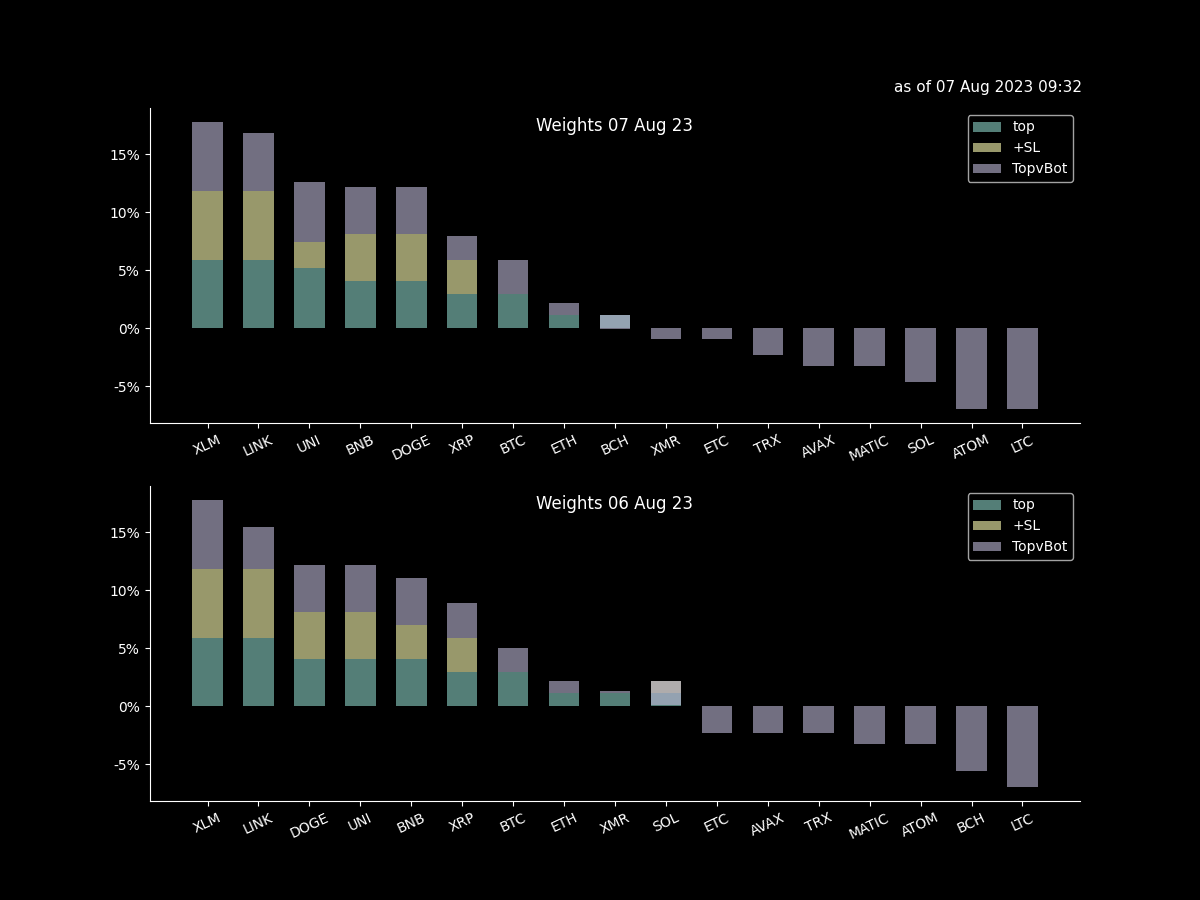 as of 07 Aug 2023 09:32
Weights 07 Aug 23
top
+SL
TopvBot
15%
10%
5%
0%
-5%
XLM LINK UNI BNB DOGE XRP BTC ETH BCH XMR ETC TRX AVAX MATIC SOL ATOM LTC
Weights 06 Aug 23
top
+SL
TopvBot
15%
10%
5%
0%
-5%
XLM LINK DOGE UNI BNB XRP BTC ETH XMR SOL ETC AVAX TRX MATIC ATOM BCH LTC